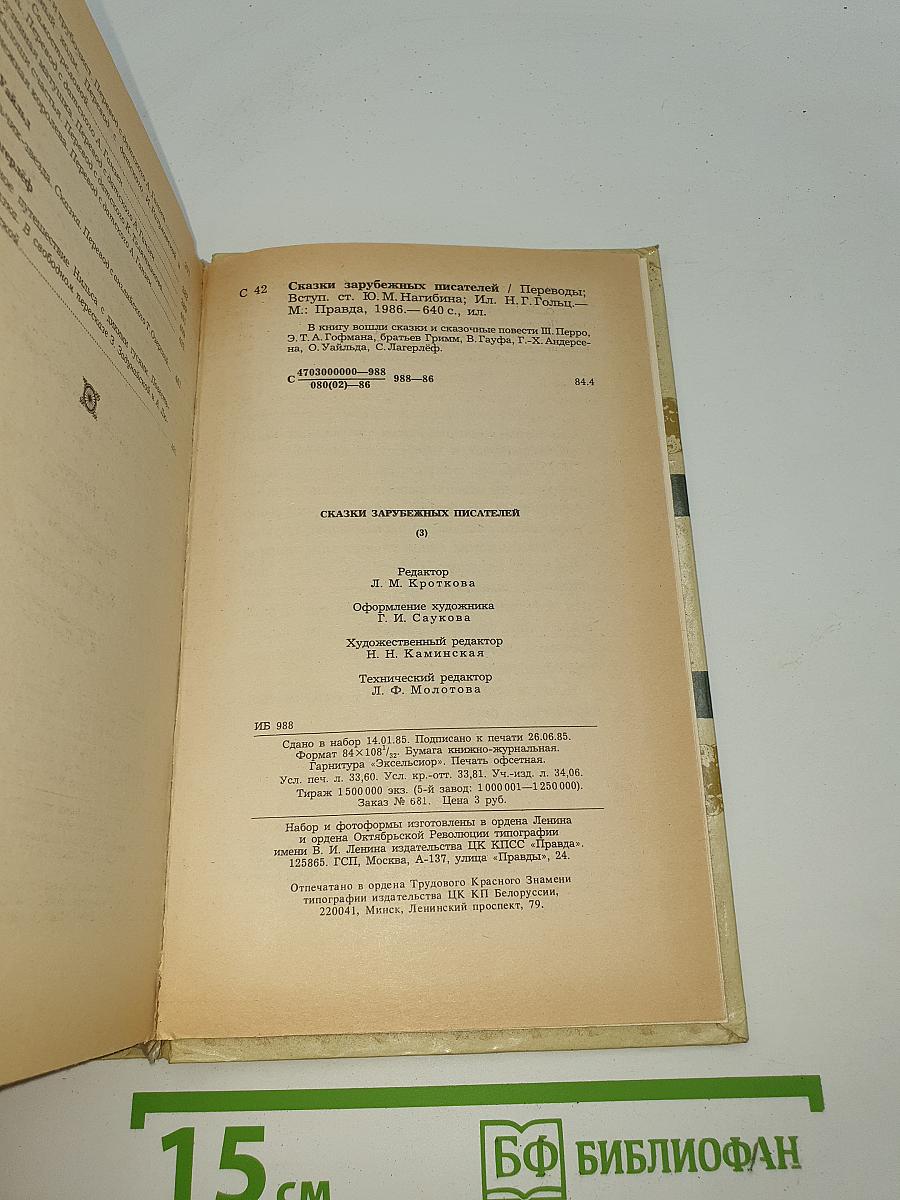 С 42
Сказки зарубежных писателей / Переводы;
Вступ. ст. Ю. М. Нагибина; Ил. Н. Г. Гольц.—
М.: Правда, 1986.— 640 с., ил.
В книгу вошли сказки и сказочные повести Ш. Перро,
Э. Т. А. Гофмана, братьев Гримм, В. Гауфа, Г.-Х. Андерсе-
на, О. Уайльда, С. Лагерлёф.
С 4703000000—988
080(02)—86
988—86
84.4
СКАЗКИ ЗАРУБЕЖНЫХ ПИСАТЕЛЕЙ
(3)
Редактор
Л. М. Кроткова
Оформление художника
Г. И. Саукова
Художественный редактор
Н. Н. Каминская
Технический редактор
Л. Ф. Молотова
ИБ 988
Сдано в набор 14.01.85. Подписано к печати 26.06.85.
Формат 84×108 1/32. Бумага книжно-журнальная.
Гарнитура «Эксельсиор». Печать офсетная.
Усл. печ. л. 33,60. Усл. кр.-отт. 33,81. Уч.-изд. л. 34,06.
Тираж 1 500 000 экз. (5-й завод: 1 000 001—1 250 000).
Заказ № 681. Цена 3 руб.
Набор и фотоформы изготовлены в ордена Ленина
и ордена Октябрьской Революции типографии
имени В. И. Ленина издательства ЦК КПСС «Правда».
125865. ГСП, Москва, А-137, улица «Правды», 24.
Отпечатано в ордена Трудового Красного Знамени
типографии издательства ЦК КП Белоруссии,
220041, Минск, Ленинский проспект, 79.
15 см
БФ БИБЛИОФАН